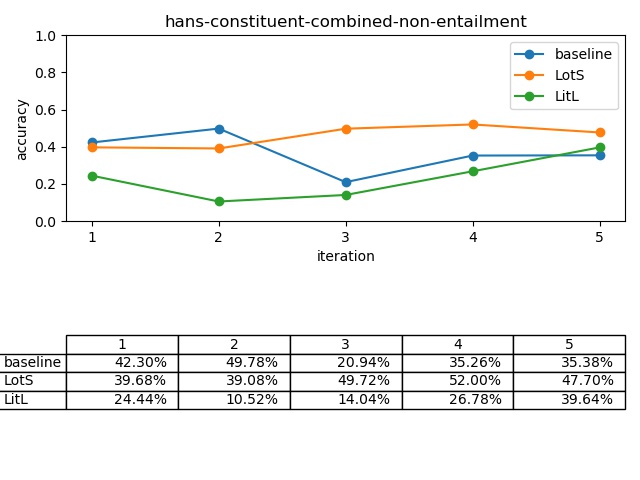 hans-constituent-combined-non-entailment
1.0
0.8
0.6
0.4
0.2
0.0
accuracy
baseline
LotS
LitL
1 2 3 4 5
iteration
1 2 3 4 5
baseline 42.30% 49.78% 20.94% 35.26% 35.38%
LotS 39.68% 39.08% 49.72% 52.00% 47.70%
LitL 24.44% 10.52% 14.04% 26.78% 39.64%